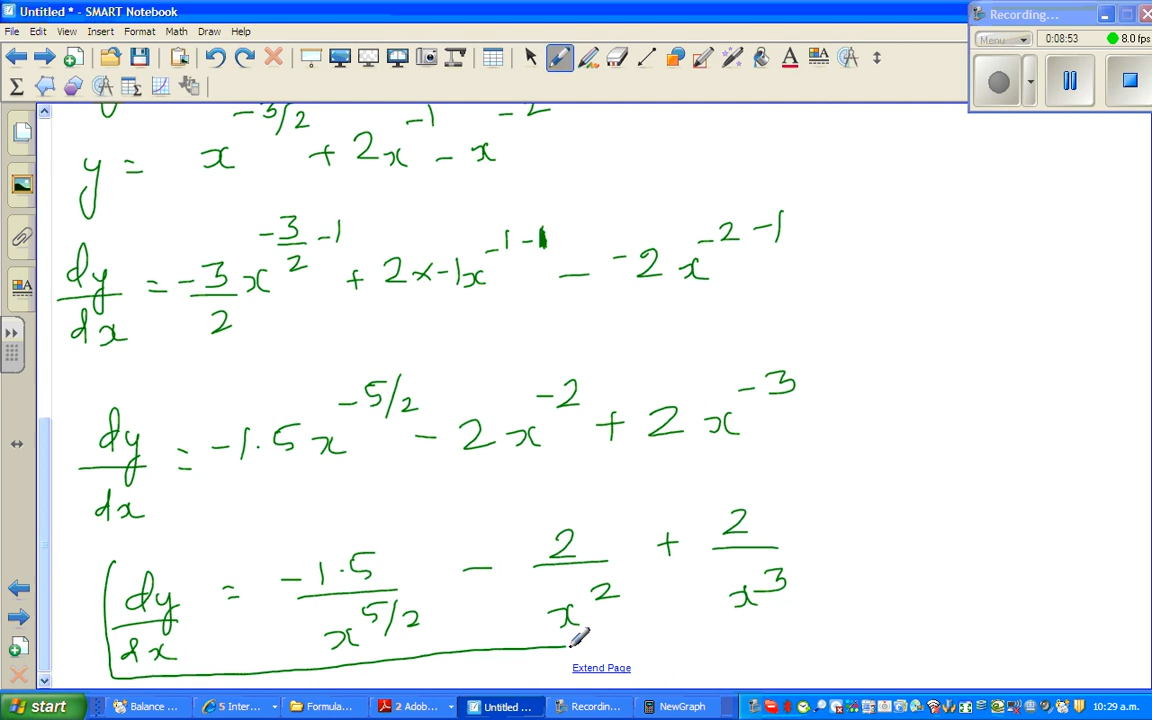 Untitled * - SMART Notebook
Recording...
File Edit View Insert Format Math Draw Help
Menu 0:08:53 8.0 fps
y = x^{-3/2} + 2x^{-1} - x^{-2}
dy/dx = -3/2 x^{-3/2 -1} + 2 × -1x^{-1 -1} - -2x^{-2 -1}
dy/dx = -1.5x^{-5/2} - 2x^{-2} + 2x^{-3}
dy/dx = -1.5/x^{5/2} - 2/x^2 + 2/x^3
Extend Page
start Balance ... 5 Inter... Formula... 2 Adob... Untitled ... NewGraph 10:29 a.m.